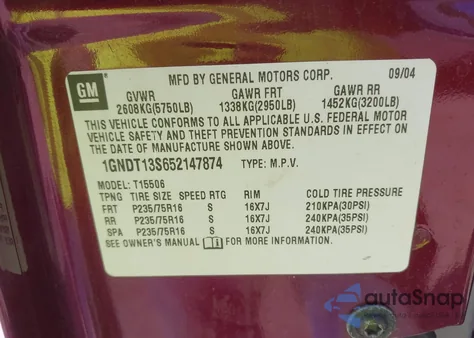 GM
MFD BY GENERAL MOTORS CORP. 09/04
GVWR GAWR FRT GAWR RR
2608KG(5750LB) 1338KG(2950LB) 1452KG(3200LB)
THIS VEHICLE CONFORMS TO ALL APPLICABLE U.S. FEDERAL MOTOR
VEHICLE SAFETY AND THEFT PREVENTION STANDARDS IN EFFECT ON
THE DATE OF MANUFACTURE SHOWN ABOVE.
1GNDT13S652147874 TYPE: M.P.V.
MODEL: T15506
TPNG TIRE SIZE SPEED RTG RIM COLD TIRE PRESSURE
FRT P235/75R16 S 16X7J 210KPA(30PSI)
RR P235/75R16 S 16X7J 240KPA(35PSI)
SPA P235/75R16 S 16X7J 240KPA(35PSI)
SEE OWNER'S MANUAL FOR MORE INFORMATION
autoSnap